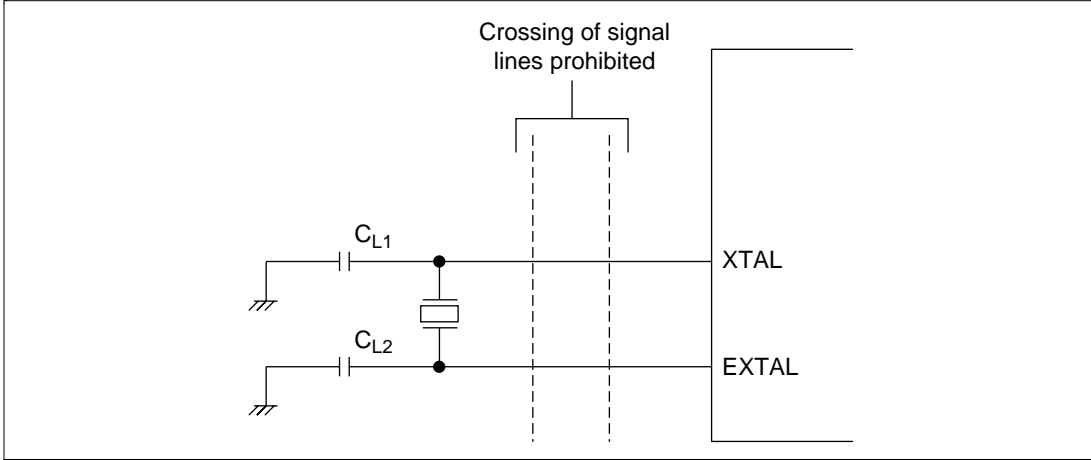 Crossing of signal
lines prohibited
CL1
XTAL
CL2
EXTAL